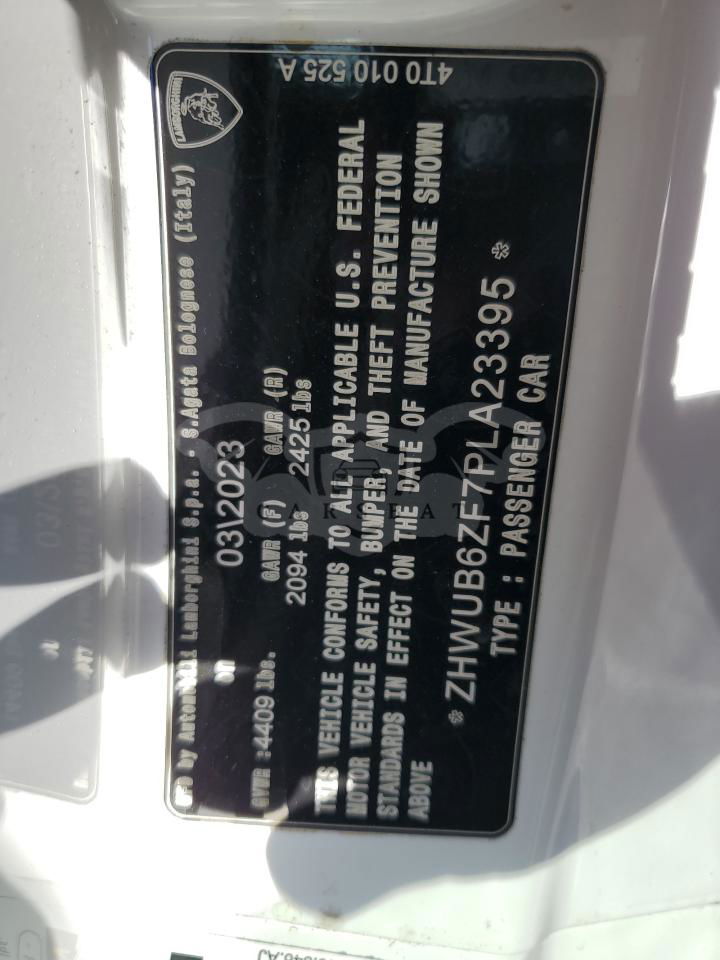 LAMBORGHINI
4T0 010 525 A
MFD by Automobili Lamborghini S.p.a. - S.Agata Bolognese (Italy)
on 03\2023
GVWR :4409 lbs. GAWR (F) GAWR (R)
2094 lbs 2425 lbs
THIS VEHICLE CONFORMS TO ALL APPLICABLE U.S. FEDERAL
MOTOR VEHICLE SAFETY, BUMPER, AND THEFT PREVENTION
STANDARDS IN EFFECT ON THE DATE OF MANUFACTURE SHOWN
ABOVE
* ZHWUB6ZF7PLA23395 *
TYPE : PASSENGER CAR